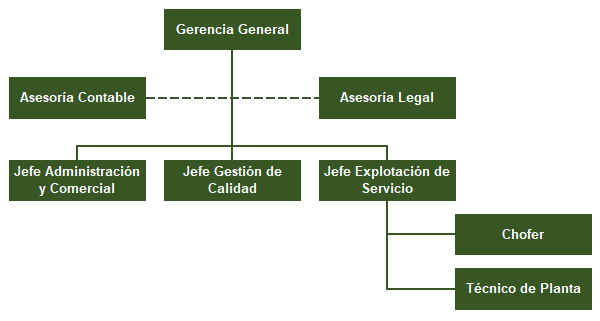 Gerencia General
Asesoría Contable
Asesoría Legal
Jefe Administración
y Comercial
Jefe Gestión de
Calidad
Jefe Explotación de
Servicio
Chofer
Técnico de Planta